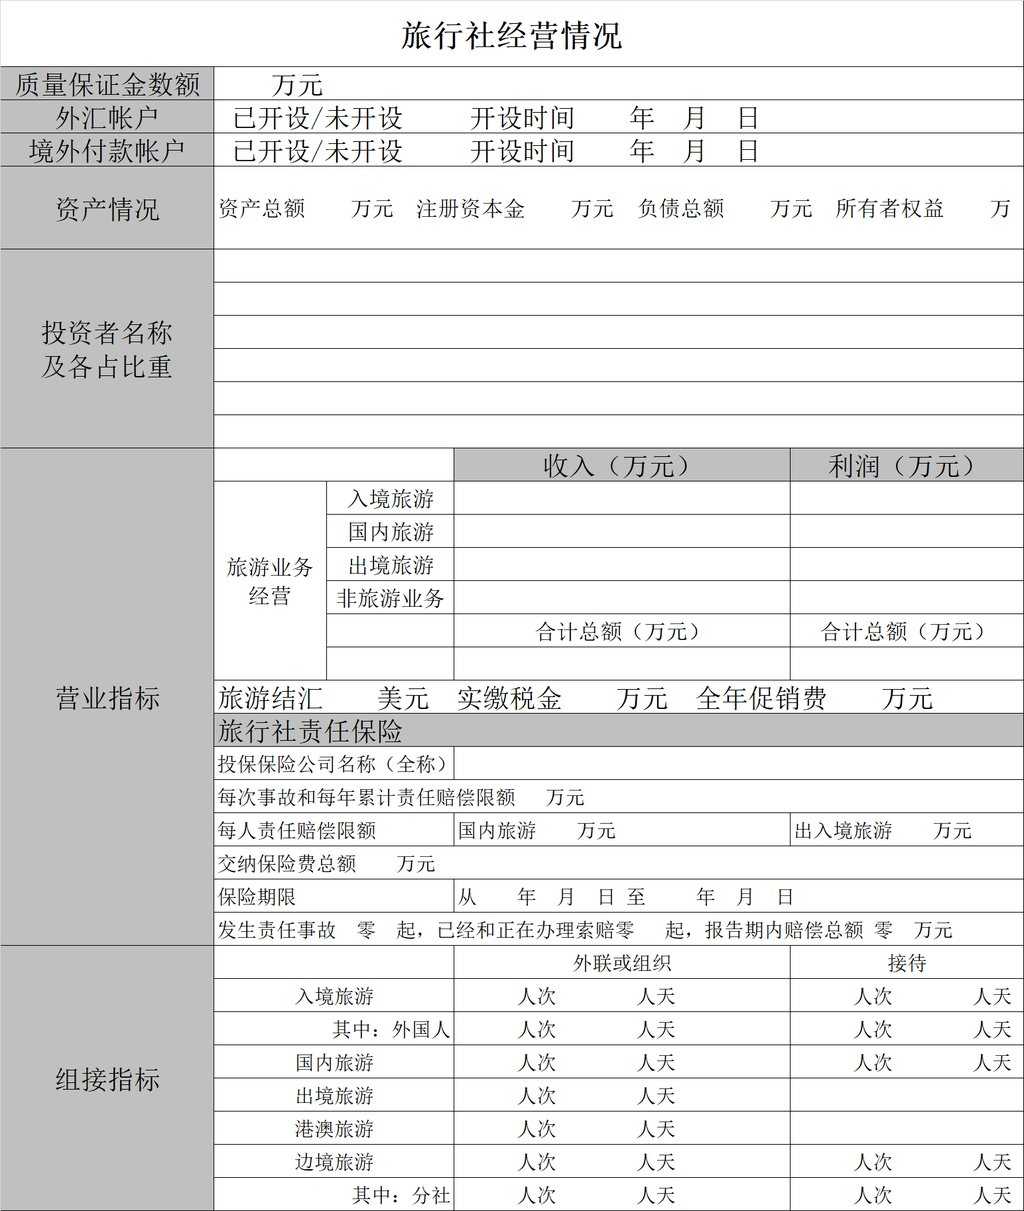 旅行社经营情况
质量保证金数额 万元
外汇帐户 已开设/未开设 开设时间 年 月 日
境外付款帐户 已开设/未开设 开设时间 年 月 日
资产情况 资产总额 万元 注册资本金 万元 负债总额 万元 所有者权益 万
投资者名称
及各占比重
营业指标
收入（万元） 利润（万元）
旅游业务
经营
入境旅游
国内旅游
出境旅游
非旅游业务
合计总额（万元） 合计总额（万元）
旅游结汇 美元 实缴税金 万元 全年促销费 万元
旅行社责任保险
投保保险公司名称（全称）
每次事故和每年累计责任赔偿限额 万元
每人责任赔偿限额 国内旅游 万元 出入境旅游 万元
交纳保险费总额 万元
保险期限 从 年 月 日 至 年 月 日
发生责任事故 零 起，已经和正在办理索赔零 起，报告期内赔偿总额 零 万元
组接指标
外联或组织 接待
入境旅游 人次 人天 人次 人天
其中：外国人 人次 人天 人次 人天
国内旅游 人次 人天 人次 人天
出境旅游 人次 人天
港澳旅游 人次 人天
边境旅游 人次 人天 人次 人天
其中：分社 人次 人天 人次 人天